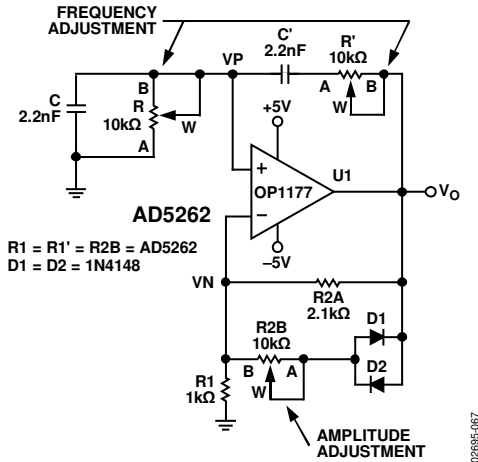 FREQUENCY
ADJUSTMENT
VP
C'
2.2nF
R'
10kΩ
A
B
W
C
2.2nF
B
R
10kΩ
W
A
+5V
+
U1
OP1177
VO
–
–5V
AD5262
R1 = R1' = R2B = AD5262
D1 = D2 = 1N4148
VN
R2A
2.1kΩ
D1
R2B
10kΩ
B
A
W
D2
R1
1kΩ
AMPLITUDE
ADJUSTMENT
02695-067